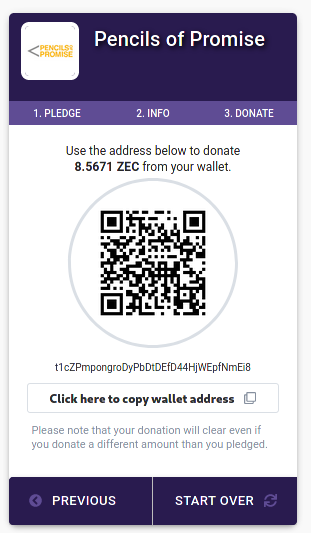 PENCILS OF
PROMISE
Pencils of Promise
1. PLEDGE 2. INFO 3. DONATE
Use the address below to donate
8.5671 ZEC from your wallet.
t1cZPmpongroDyPbDtDEfD44HjWEpfNmEi8
Click here to copy wallet address
Please note that your donation will clear even if
you donate a different amount than you pledged.
PREVIOUS START OVER